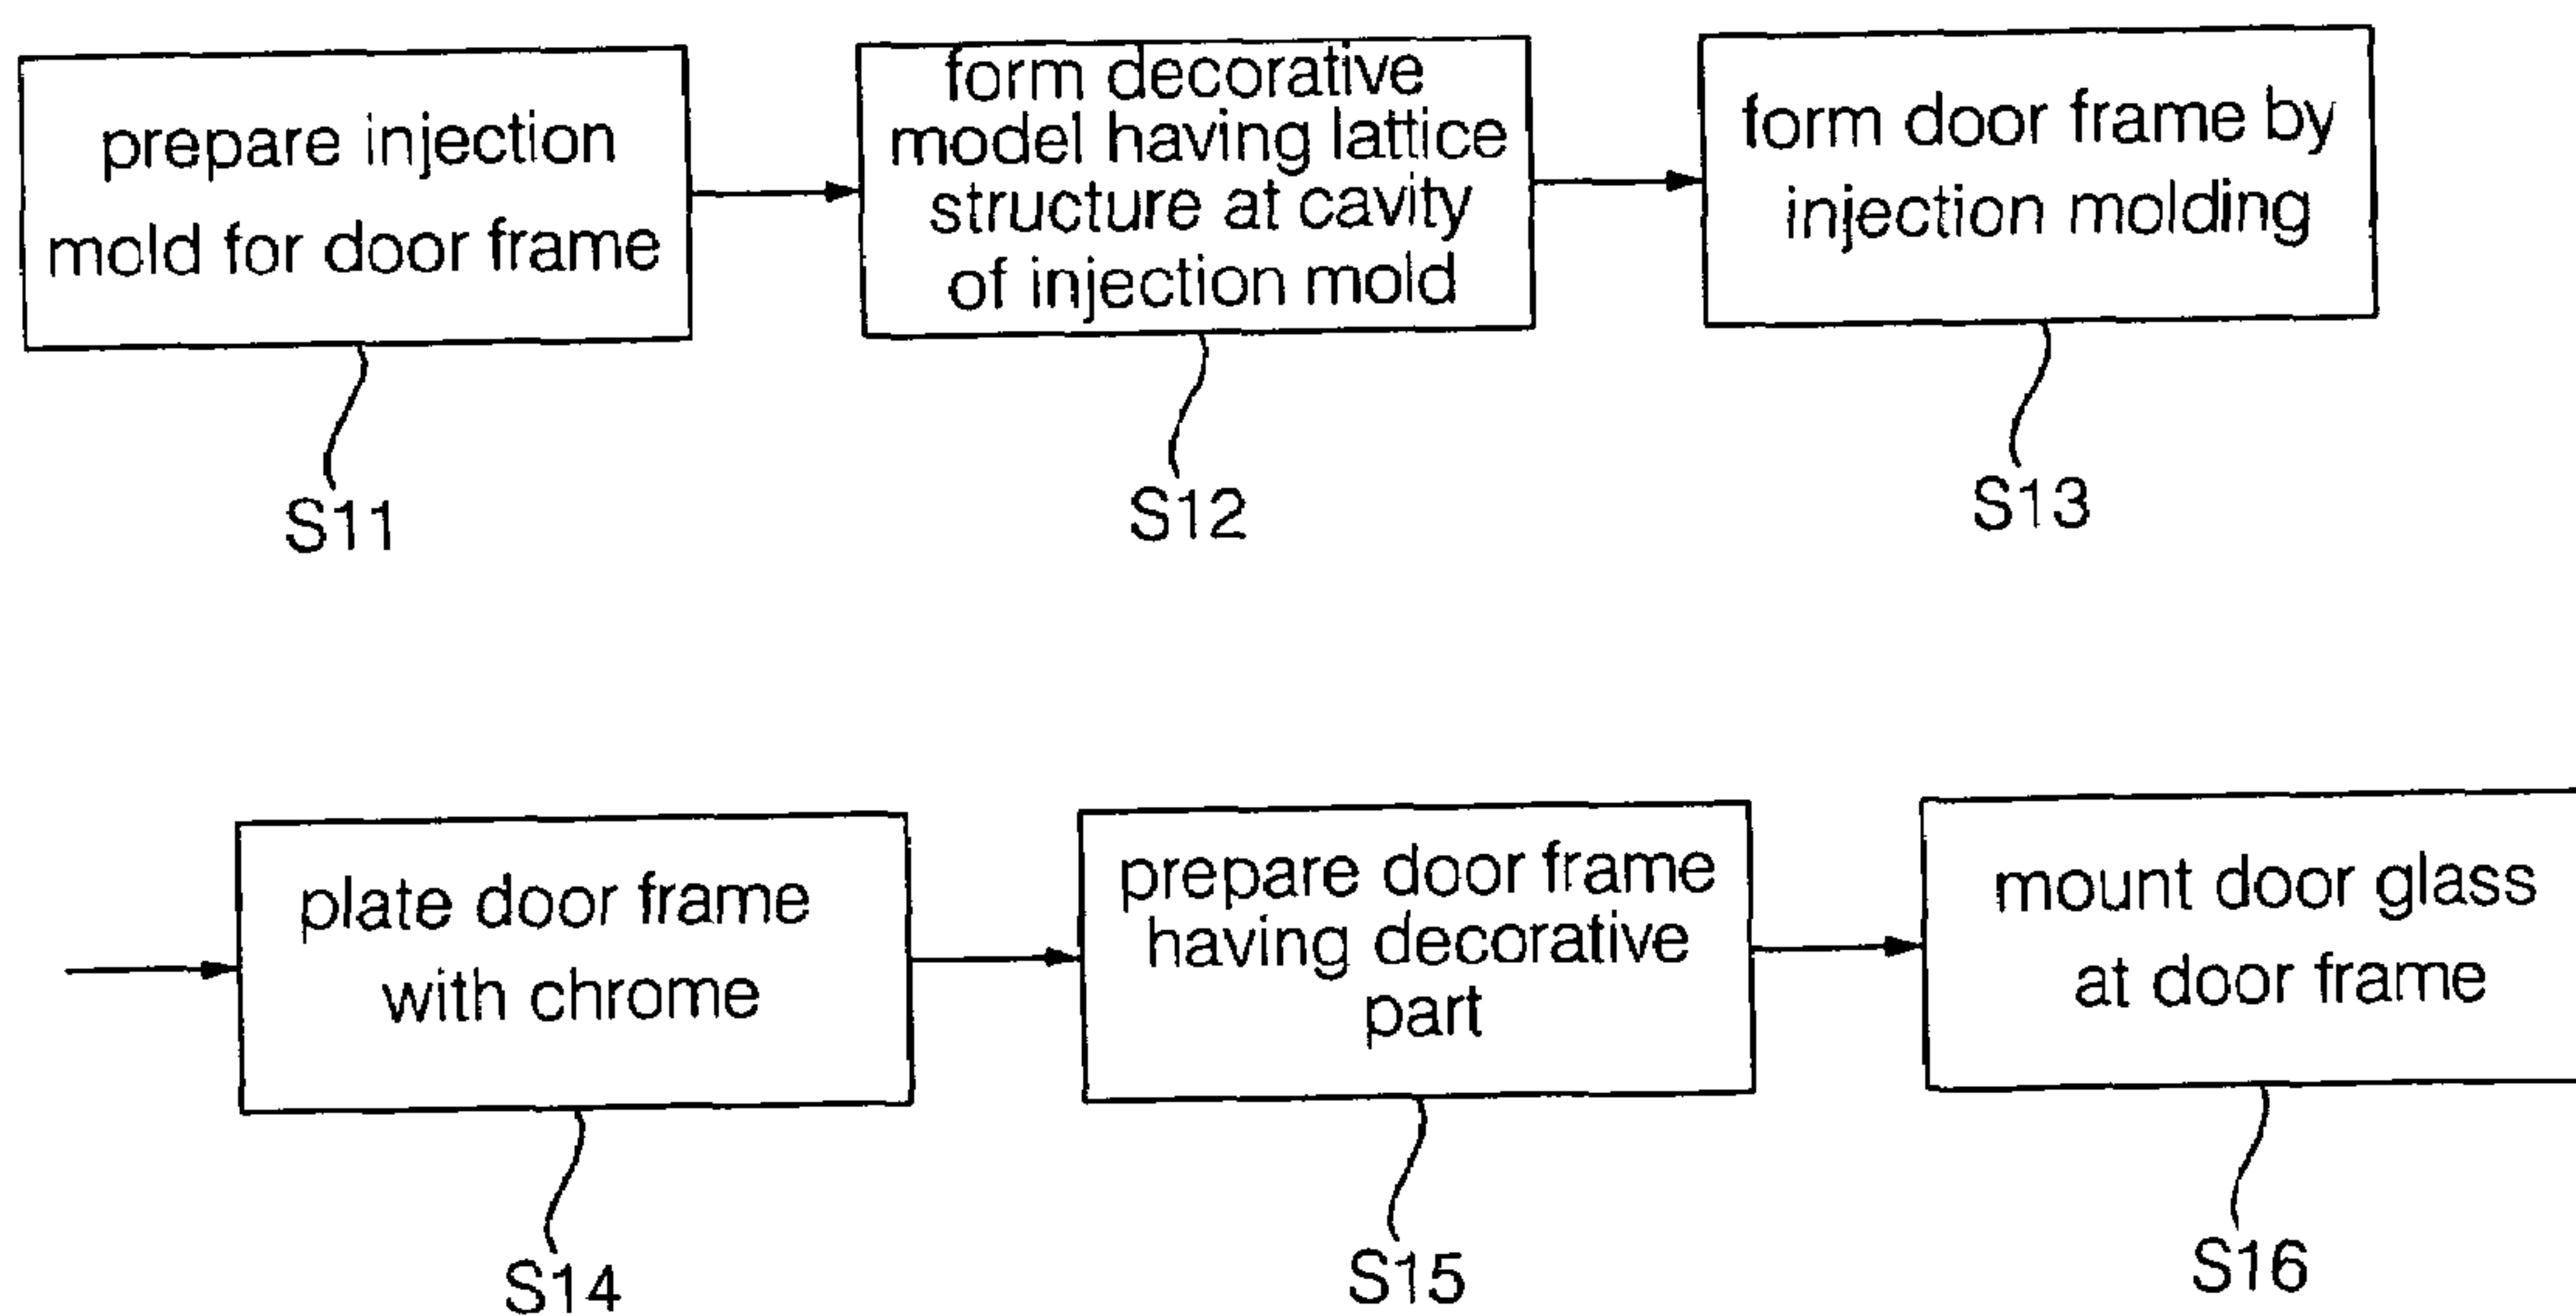 prepare injection
mold for door frame
S11
form decorative
model having lattice
structure at cavity
of injection mold
S12
form door frame by
injection molding
S13
plate door frame
with chrome
S14
prepare door frame
having decorative
part
S15
mount door glass
at door frame
S16